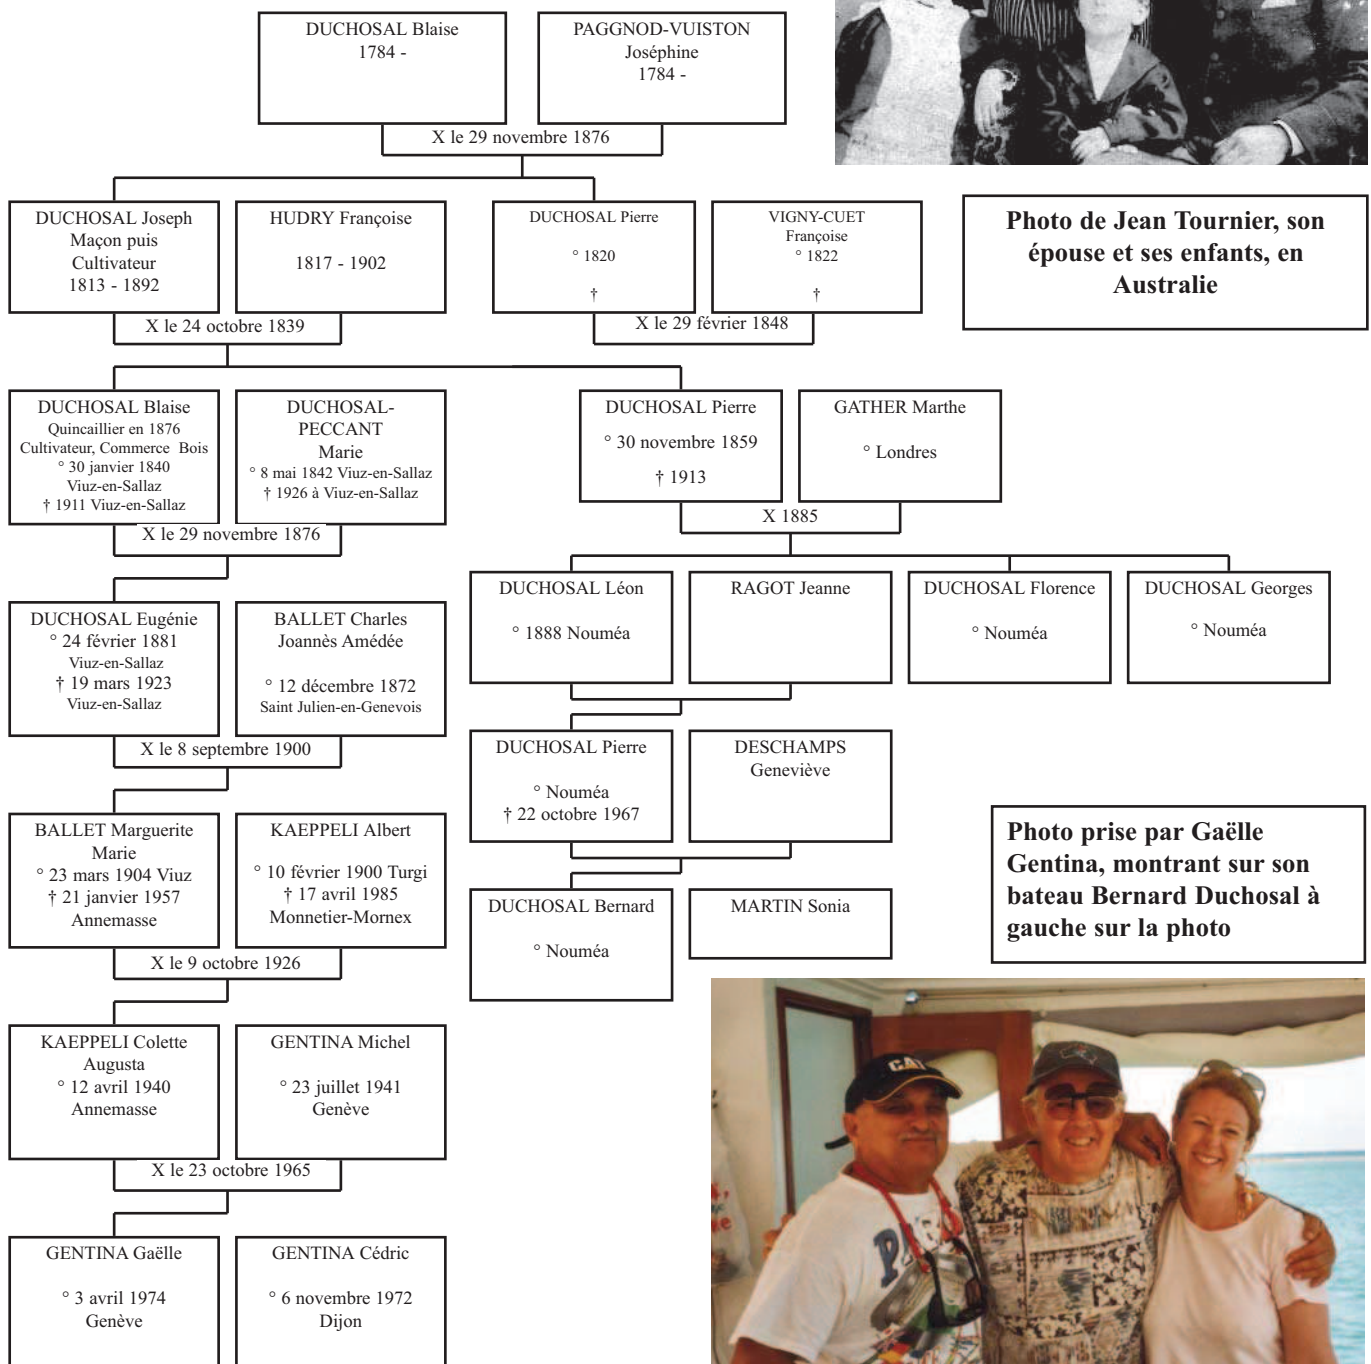 DUCHOSAL Blaise
1784 -
PAGGNOD-VUISTON
Joséphine
1784 -
X le 29 novembre 1876
DUCHOSAL Joseph
Maçon puis
Cultivateur
1813 - 1892
HUDRY Françoise
1817 - 1902
DUCHOSAL Pierre
° 1820
†
VIGNY-CUET
Françoise
° 1822
†
Photo de Jean Tournier, son
épouse et ses enfants, en
Australie
X le 24 octobre 1839
X le 29 février 1848
DUCHOSAL Blaise
Quincaillier en 1876
Cultivateur, Commerce Bois
° 30 janvier 1840
Viuz-en-Sallaz
† 1911 Viuz-en-Sallaz
DUCHOSAL-
PECCANT
Marie
° 8 mai 1842 Viuz-en-Sallaz
† 1926 à Viuz-en-Sallaz
DUCHOSAL Pierre
° 30 novembre 1859
† 1913
GATHER Marthe
° Londres
X le 29 novembre 1876
X 1885
DUCHOSAL Eugénie
° 24 février 1881
Viuz-en-Sallaz
† 19 mars 1923
Viuz-en-Sallaz
BALLET Charles
Joannès Amédée
° 12 décembre 1872
Saint Julien-en-Genevois
DUCHOSAL Léon
° 1888 Nouméa
RAGOT Jeanne
DUCHOSAL Florence
° Nouméa
DUCHOSAL Georges
° Nouméa
X le 8 septembre 1900
DUCHOSAL Pierre
° Nouméa
† 22 octobre 1967
DESCHAMPS
Geneviève
BALLET Marguerite
Marie
° 23 mars 1904 Viuz
† 21 janvier 1957
Annemasse
KAEPPELI Albert
° 10 février 1900 Turgi
† 17 avril 1985
Monnetier-Mornex
Photo prise par Gaëlle
Gentina, montrant sur son
bateau Bernard Duchosal à
gauche sur la photo
DUCHOSAL Bernard
° Nouméa
MARTIN Sonia
X le 9 octobre 1926
KAEPPELI Colette
Augusta
° 12 avril 1940
Annemasse
GENTINA Michel
° 23 juillet 1941
Genève
CAT
X le 23 octobre 1965
GENTINA Gaëlle
° 3 avril 1974
Genève
GENTINA Cédric
° 6 novembre 1972
Dijon